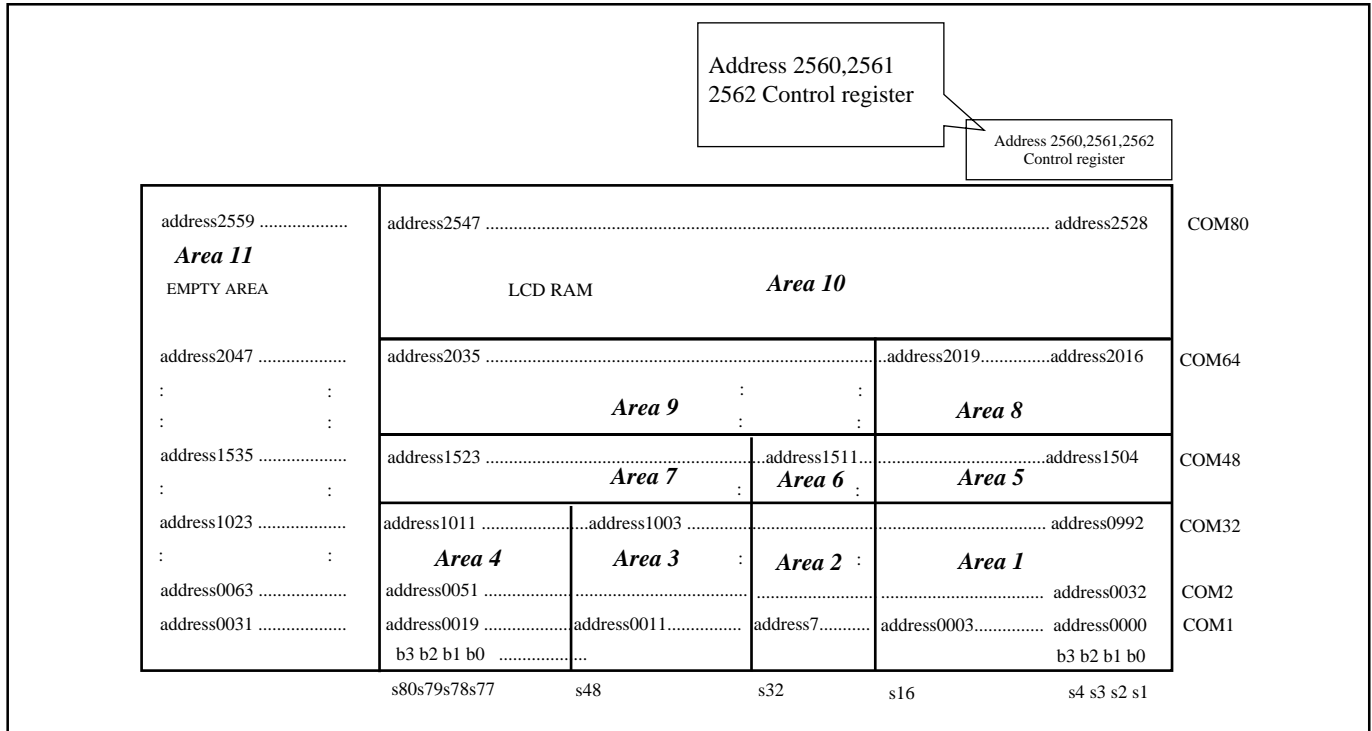 Address 2560,2561
2562 Control register
Address 2560,2561,2562
Control register
address2559 ................... address2547 ................................................................................................ address2528 COM80
Area 11
EMPTY AREA LCD RAM Area 10
address2047 ................... address2035 .....................................................................address2019..............address2016 COM64
: : : :
Area 9 Area 8
: : : :
address1535 ................... address1523 ................................................address1511........................................address1504 COM48
Area 7 Area 6 Area 5
: : : :
address1023 ................... address1011 .......................address1003 ............................................................. address0992 COM32
: : Area 4 Area 3 : Area 2 : Area 1
address0063 ................... address0051 ................................................................................................ address0032 COM2
address0031 ................... address0019 ..................address0011................ address7........... address0003............... address0000 COM1
b3 b2 b1 b0 ................... b3 b2 b1 b0
s80s79s78s77 s48 s32 s16 s4 s3 s2 s1